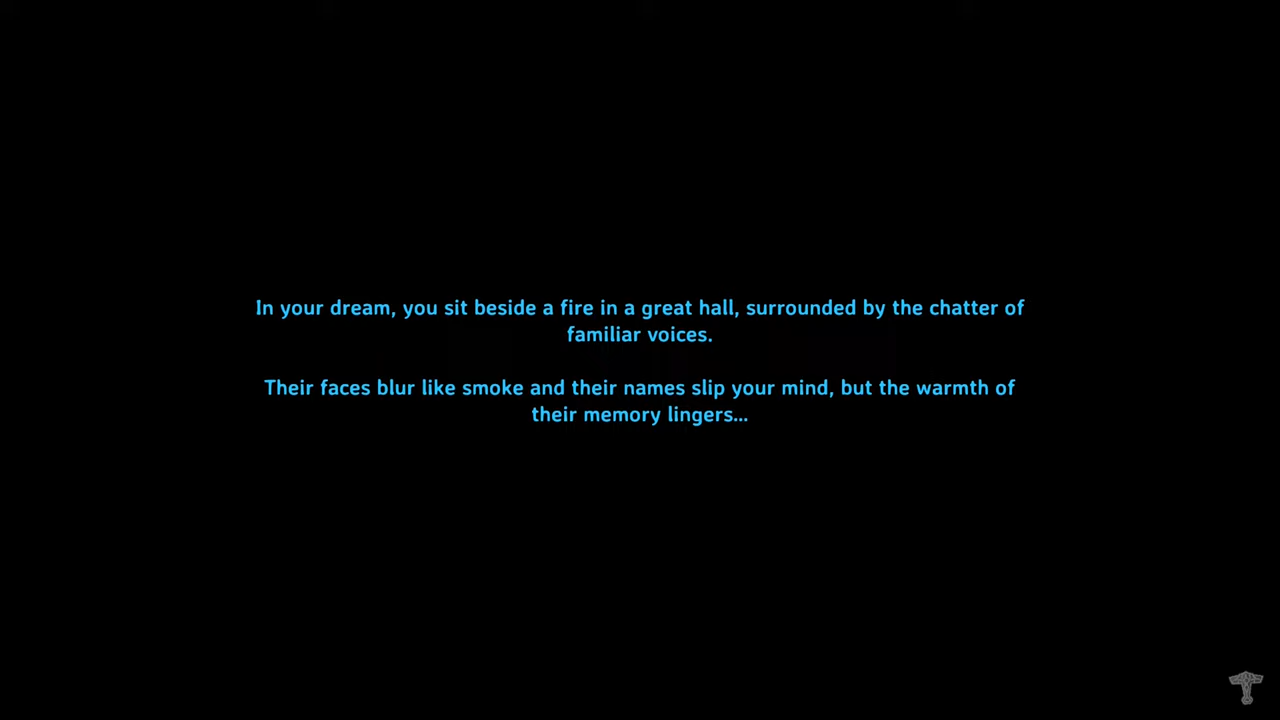 In your dream, you sit beside a fire in a great hall, surrounded by the chatter of
familiar voices.
Their faces blur like smoke and their names slip your mind, but the warmth of
their memory lingers...